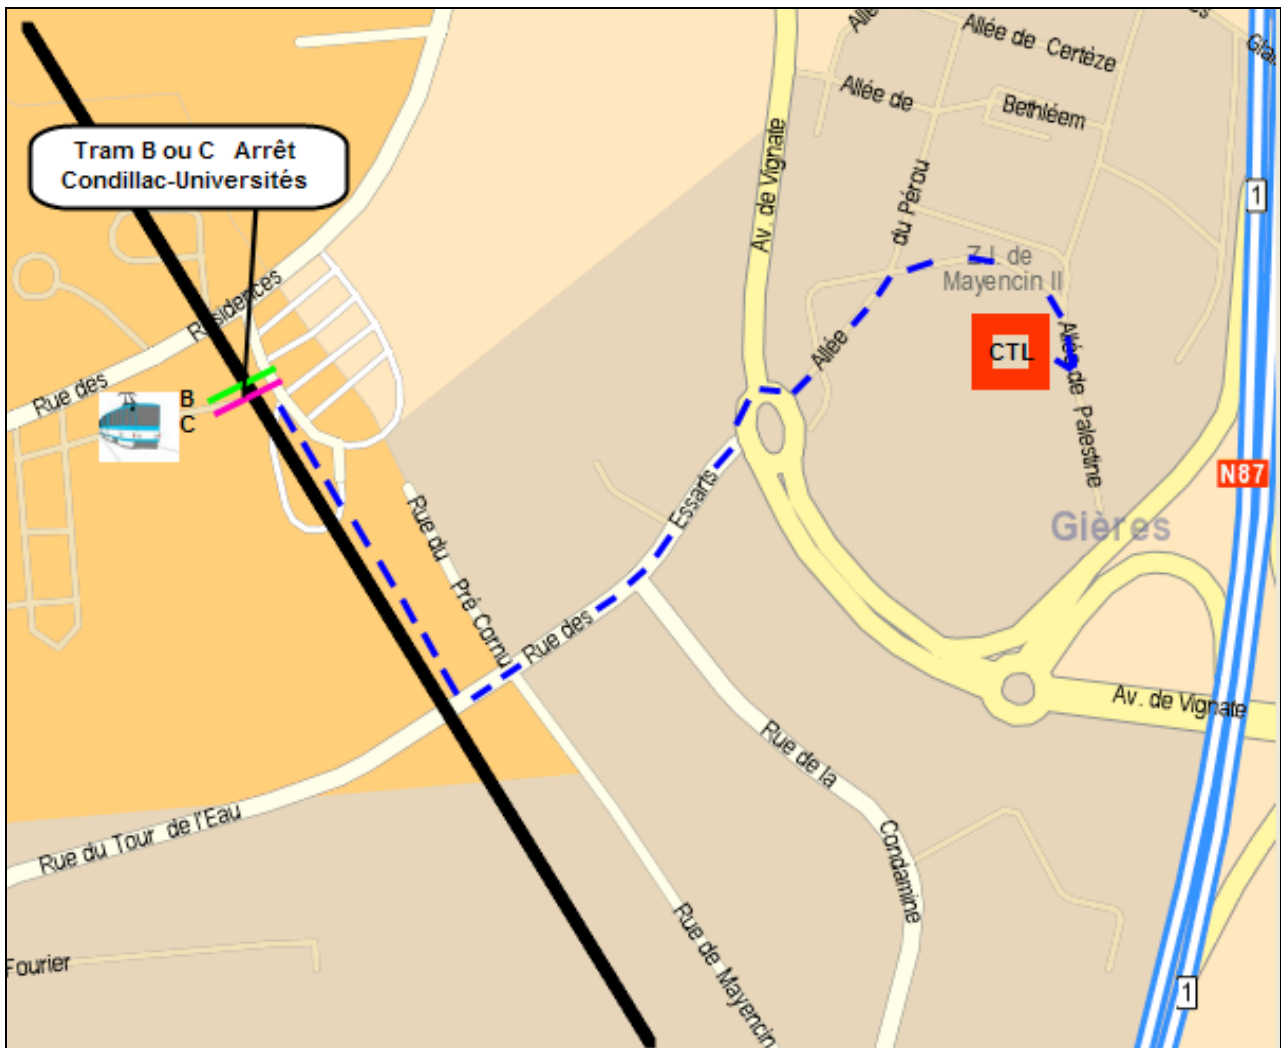 Allée
Allée de Certèze
Allée de
Bethléem
Tram B ou C Arrêt
Condillac-Universités
Av. de Vignate
du Pérou
1
Z.I. de
Mayencin II
Rue des Résidences
Allée
CTL
Allée de Palestine
B
C
N87
Rue du Pré Cornu
Rue des Essarts
Gières
Av. de Vignate
Rue de la Condamine
Rue du Tour de l'Eau
Rue de Mayencin
Fourier
1